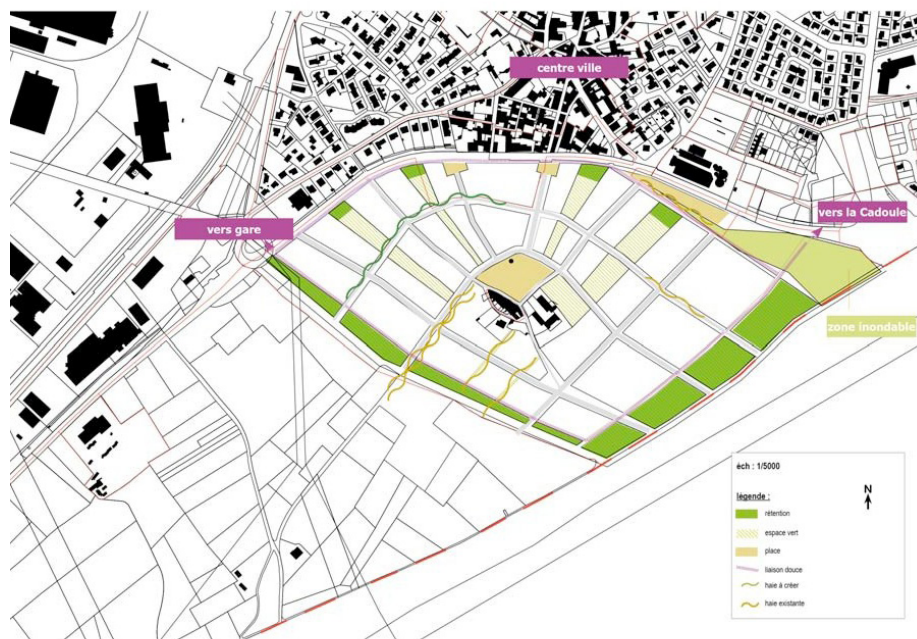 centre ville
vers gare
vers la Cadoule
zone inondable
éch : 1/5000
N
légende :
rétention
espace vert
place
liaison douce
haie à créer
haie existante